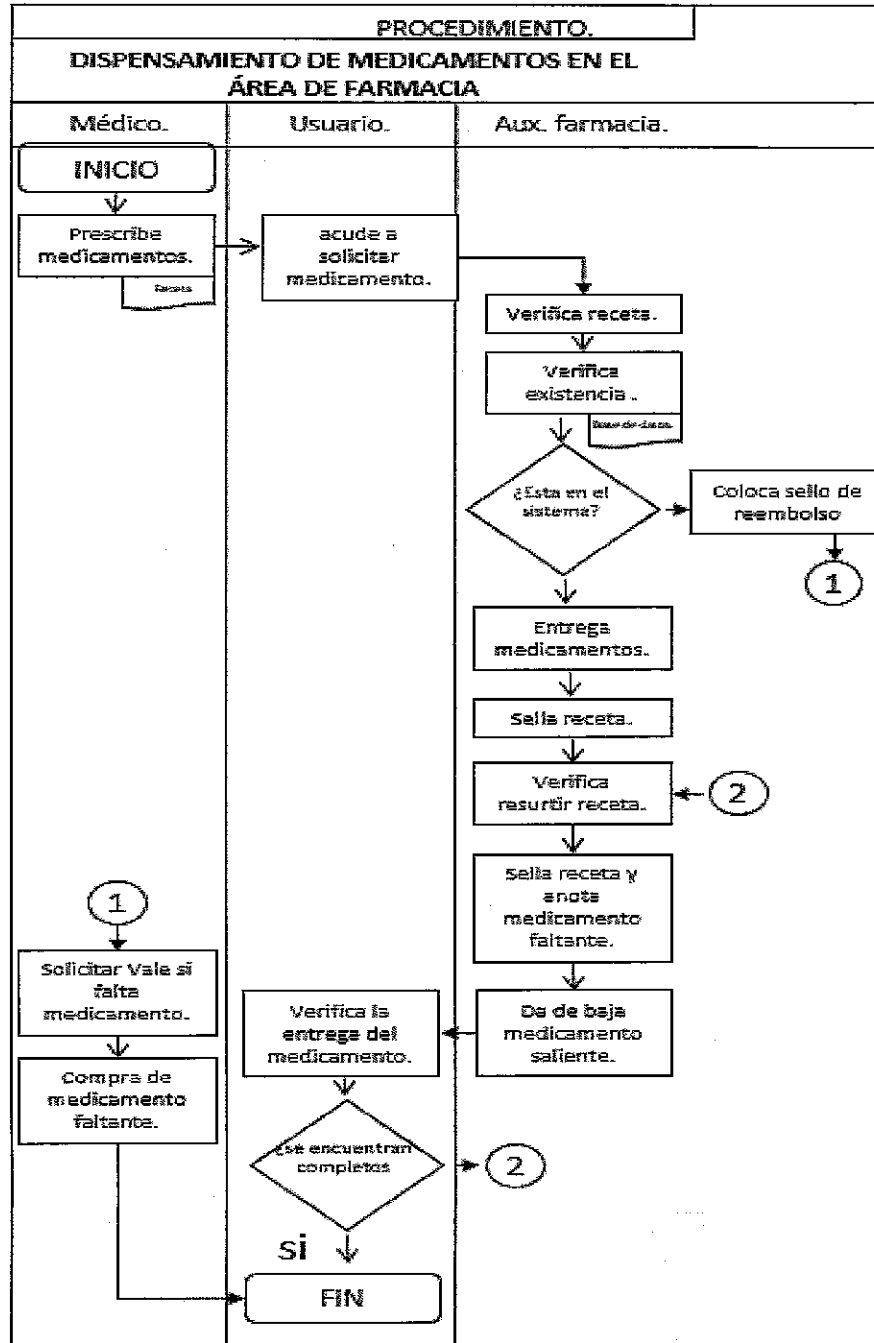 PROCEDIMIENTO.
DISPENSAMIENTO DE MEDICAMENTOS EN EL
ÁREA DE FARMACIA
Médico.
Usuario.
Aux. farmacia.
INICIO
Prescribe
medicamentos.
Receta
acude a
solicitar
medicamento.
Verifica receta.
Verifica
existencia .
¿Esta en el
sistema?
Coloca sello de
reembolso
1
Entrega
medicamentos.
Sella receta.
Verifica
resurtir receta.
2
Sella receta y
anota
medicamento
faltante.
1
Solicitar Vale si
falta
medicamento.
Verifica la
entrega del
medicamento.
Da de baja
medicamento
saliente.
Compra de
medicamento
faltante.
¿se encuentran
completos
2
si
FIN